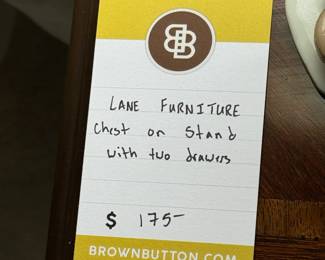 BB
LANE FURNITURE
Chest on Stand
with two drawers
$ 175-
BROWNBUTTON.COM